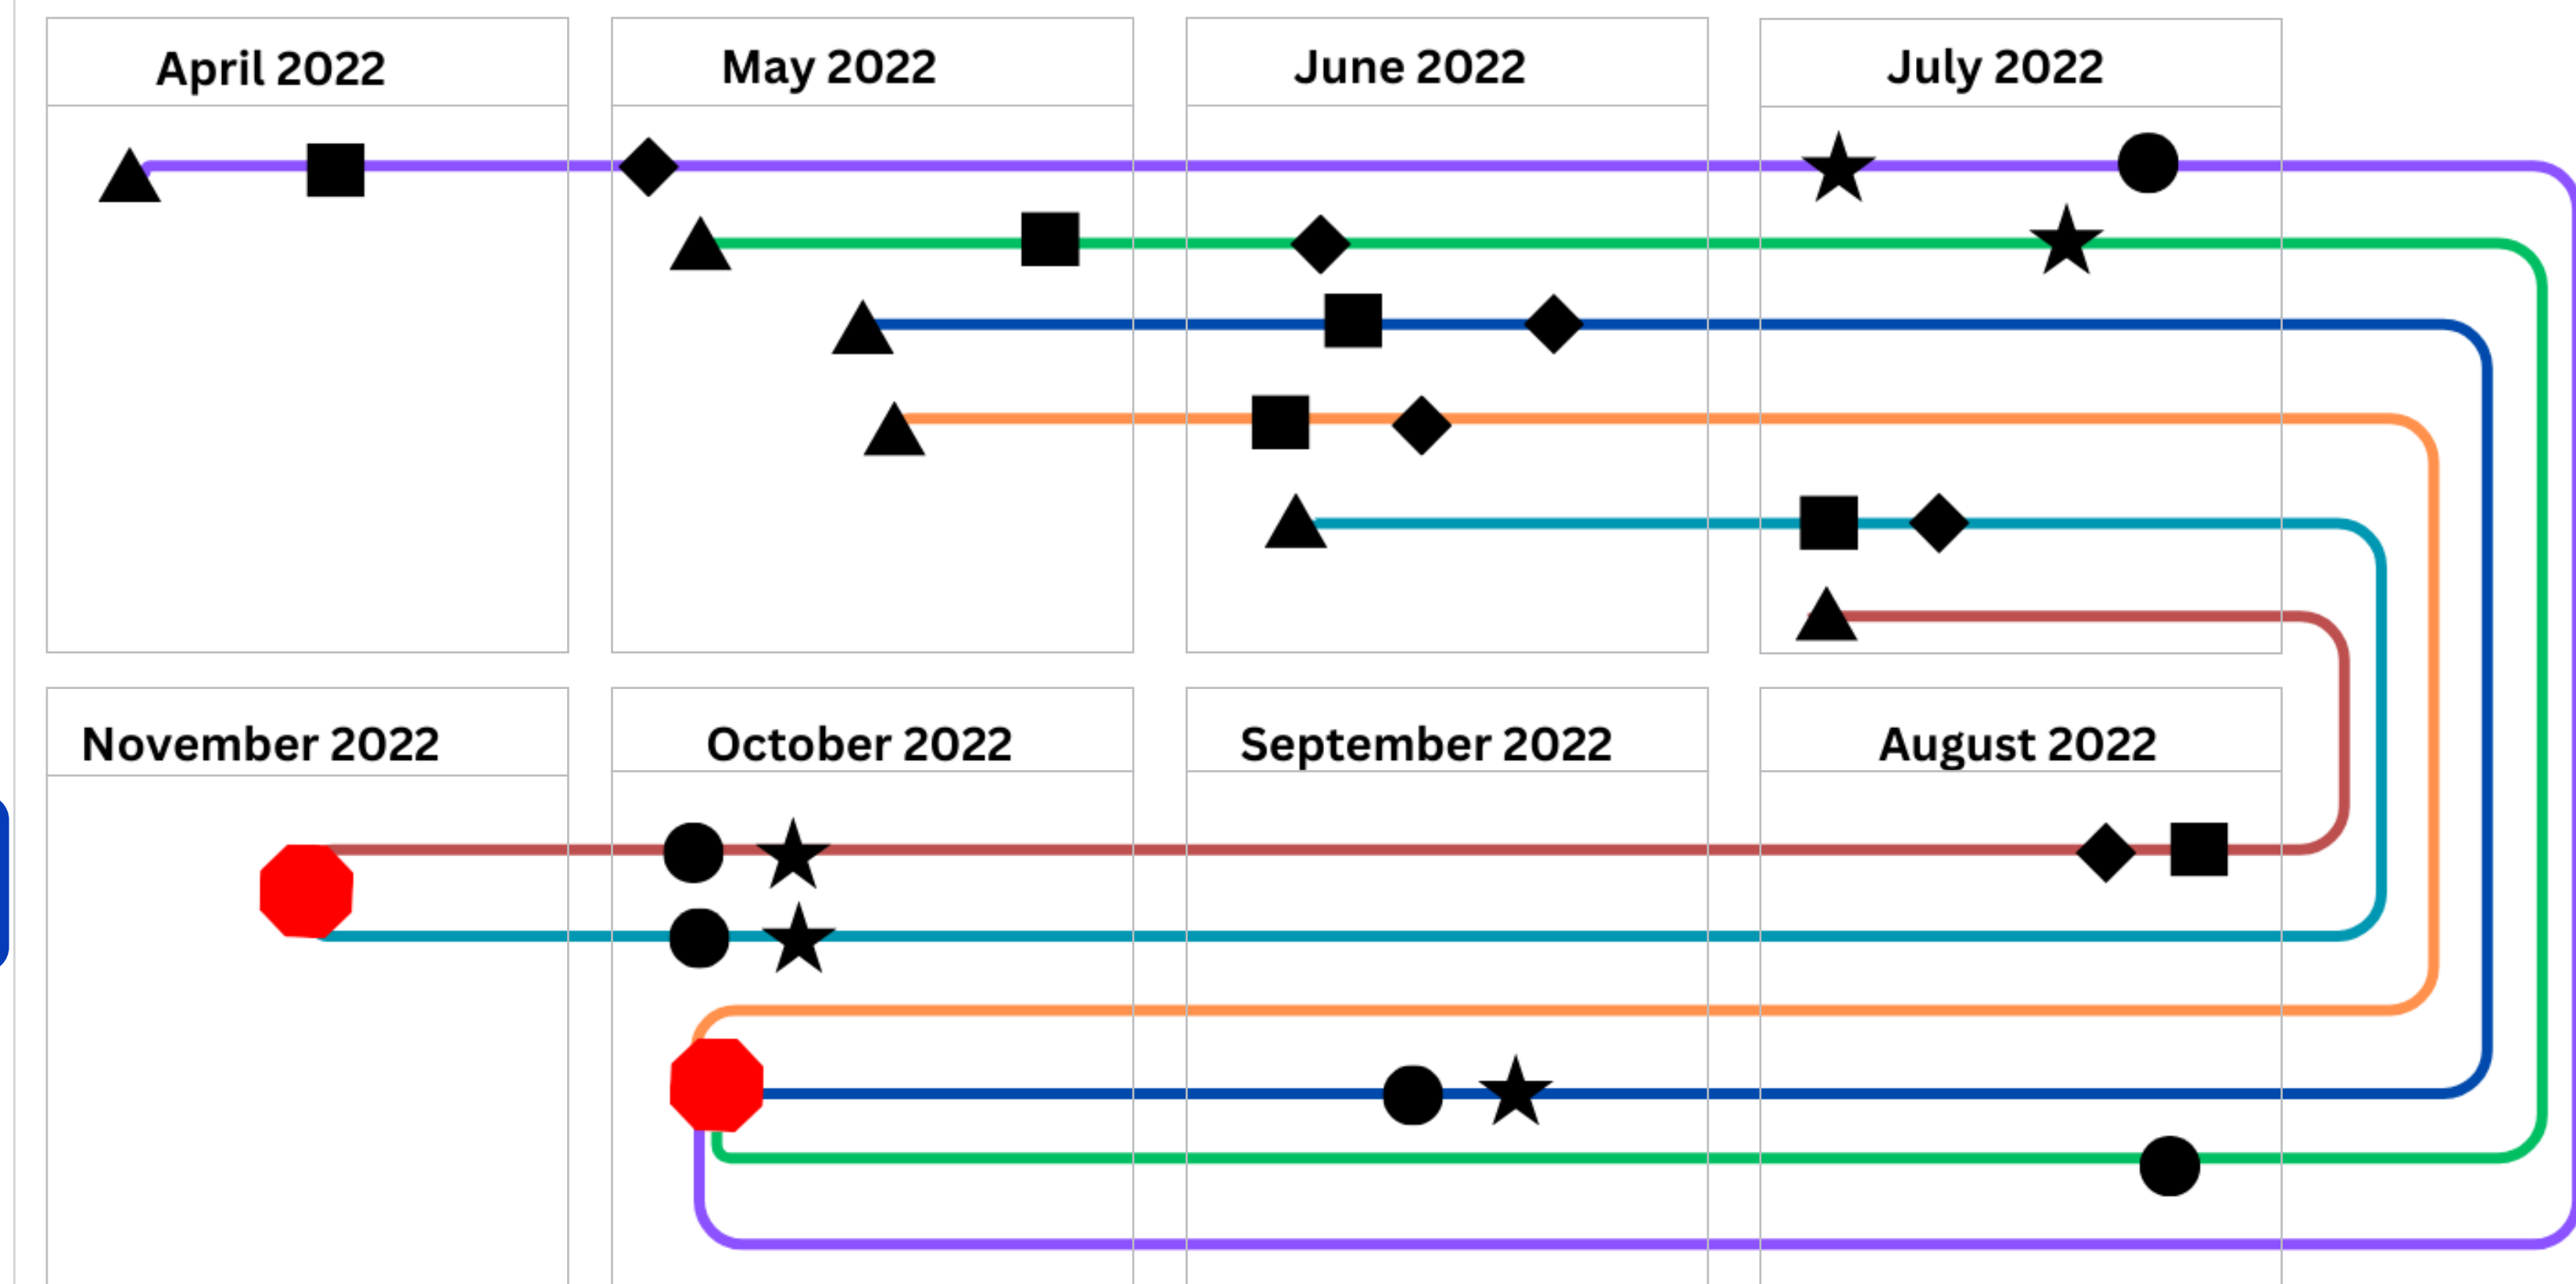 April 2022
May 2022
June 2022
July 2022
November 2022
October 2022
September 2022
August 2022